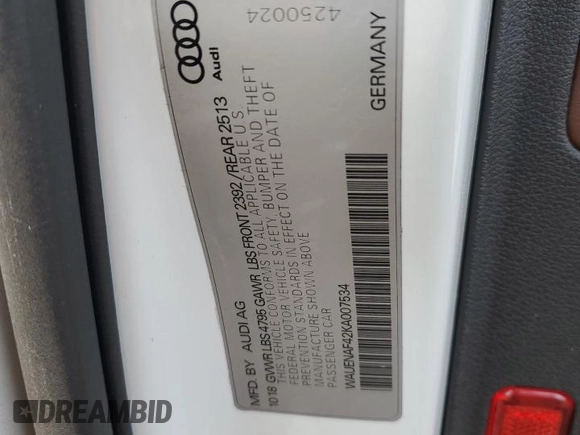 Audi
4250024
MFD. BY AUDI AG
10 18 GVWR LBS 4795 GAWR LBS FRONT 2392 / REAR 2513
THIS VEHICLE CONFORMS TO ALL APPLICABLE U S
FEDERAL MOTOR VEHICLE SAFETY, BUMPER AND THEFT
PREVENTION STANDARDS IN EFFECT ON THE DATE OF
MANUFACTURE SHOWN ABOVE
PASSENGER CAR
WAUENAF42KA007534
GERMANY
DREAMBID